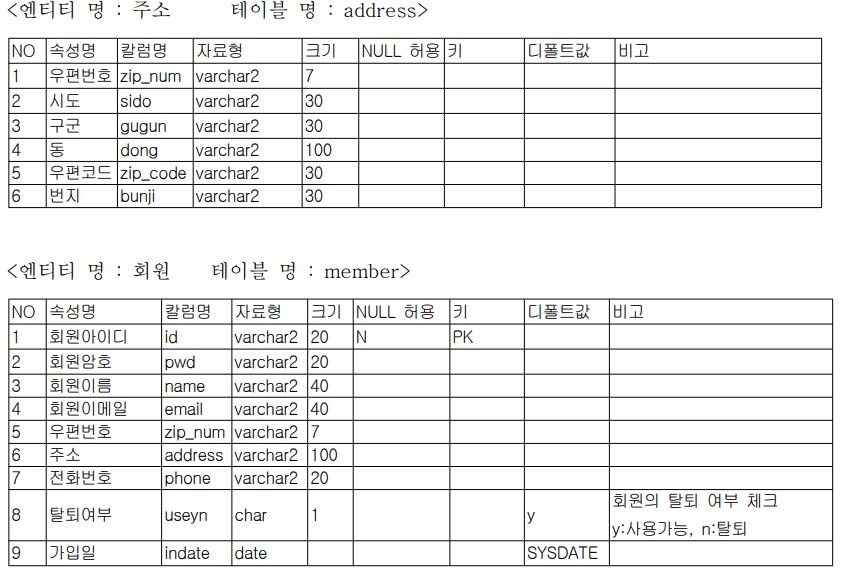 <엔티티 명 : 주소 테이블 명 : address>
NO 속성명 칼럼명 자료형 크기 NULL 허용 키 디폴트값 비고
1 우편번호 zip_num varchar2 7
2 시도 sido varchar2 30
3 구군 gugun varchar2 30
4 동 dong varchar2 100
5 우편코드 zip_code varchar2 30
6 번지 bunji varchar2 30
<엔티티 명 : 회원 테이블 명 : member>
NO 속성명 칼럼명 자료형 크기 NULL 허용 키 디폴트값 비고
1 회원아이디 id varchar2 20 N PK
2 회원암호 pwd varchar2 20
3 회원이름 name varchar2 40
4 회원이메일 email varchar2 40
5 우편번호 zip_num varchar2 7
6 주소 address varchar2 100
7 전화번호 phone varchar2 20
8 탈퇴여부 useyn char 1 y 회원의 탈퇴 여부 체크
y:사용가능, n:탈퇴
9 가입일 indate date SYSDATE